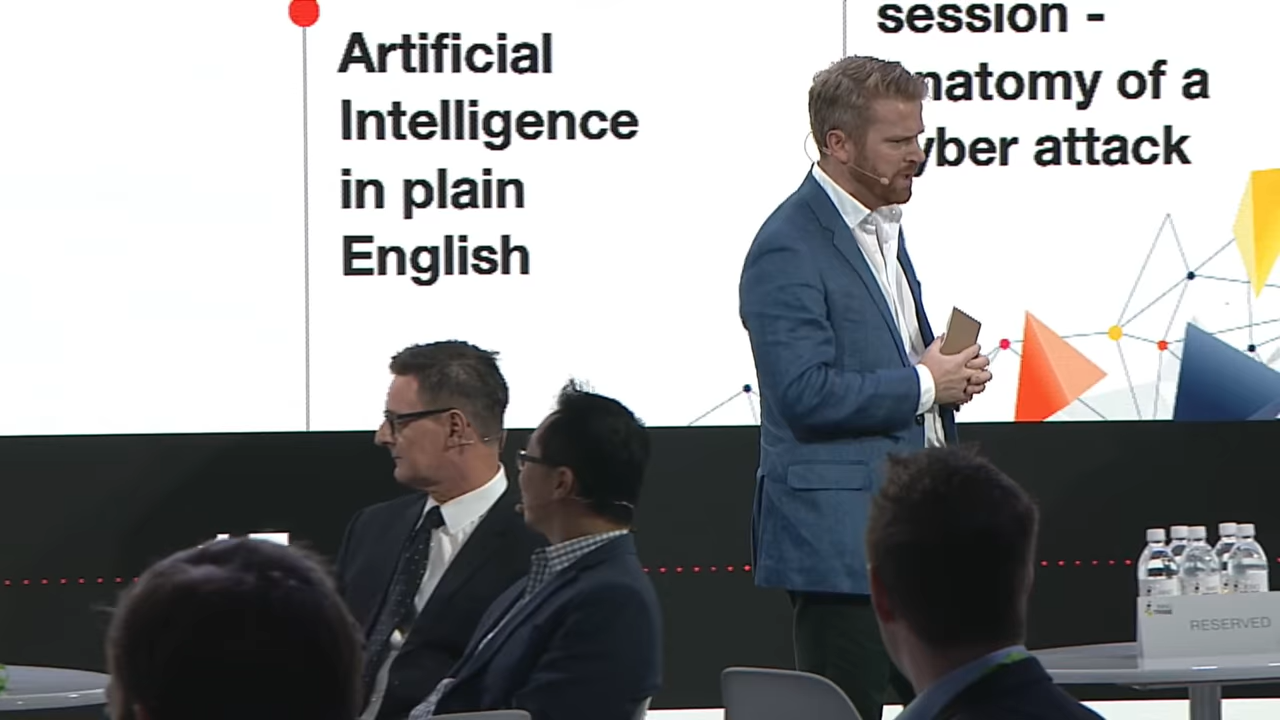 Artificial
Intelligence
in plain
English
session -
natomy of a
yber attack
RESERVED